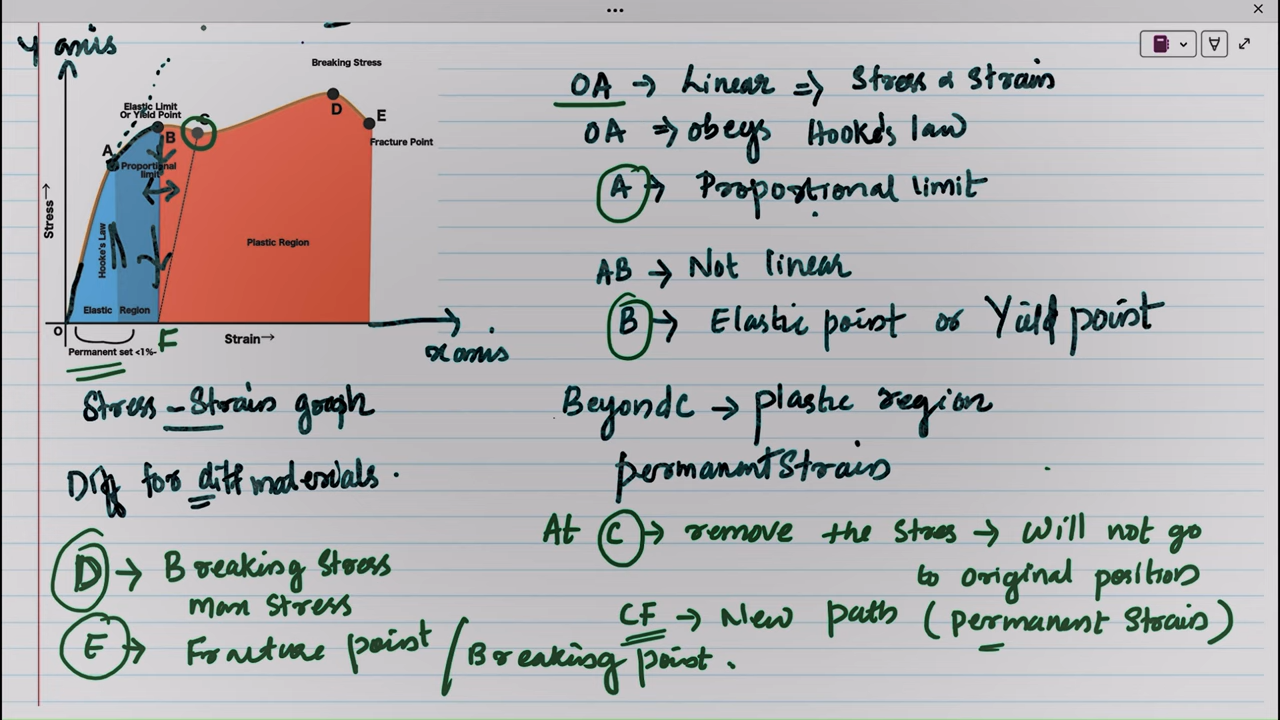 Y axis
Breaking Stress
Elastic Limit
Or Yield Point
A
B
C
D
E
Fracture Point
Proportional
limit
Stress→
Hooke's Law
Plastic Region
Elastic Region
O
F
Strain→
x axis
Permanent set <1%-
Stress - Strain graph
Diff for diff materials.
D → Breaking Stress
Max Stress
E → Fracture point / Breaking point.
OA → Linear ⇒ Stress α Strain
OA ⇒ obeys Hooke's law
A → Proportional limit
AB → Not linear
B → Elastic point or Yield point
Beyond C → plastic region
permanent Strain
At C → remove the stress → will not go
to original position
CF → New path (permanent Strain)